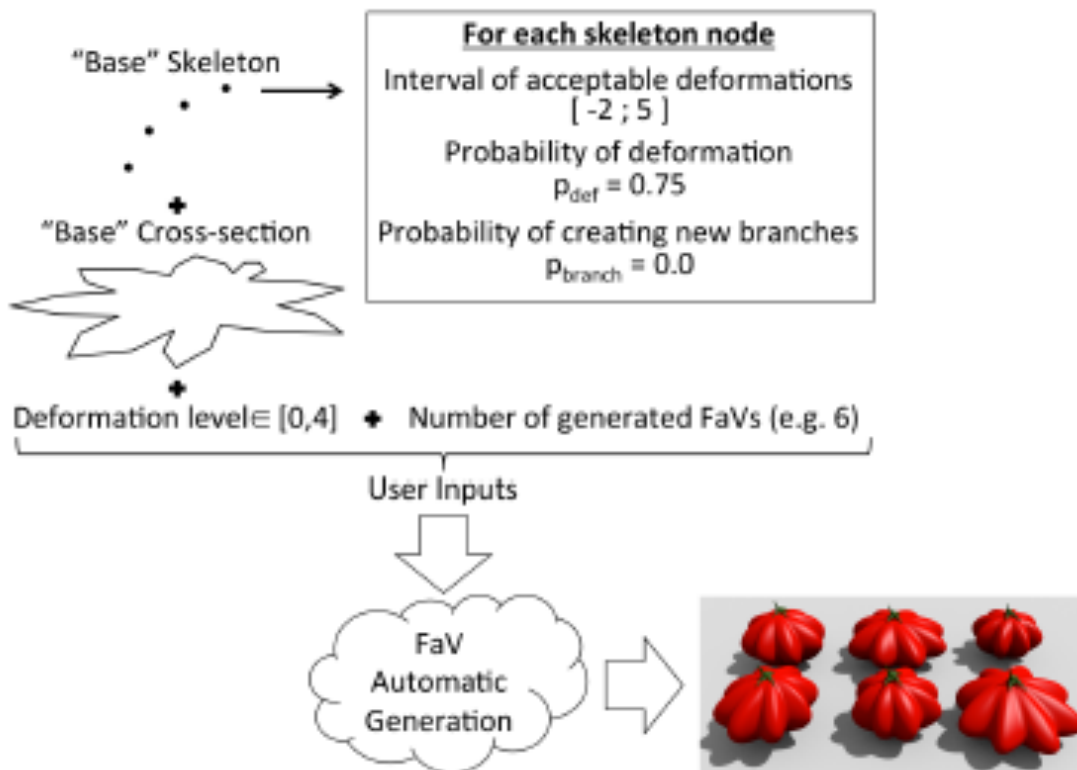 “Base” Skeleton
For each skeleton node
Interval of acceptable deformations
[ -2 ; 5 ]
Probability of deformation
p_def = 0.75
Probability of creating new branches
p_branch = 0.0
“Base” Cross-section
Deformation level∈ [0,4] + Number of generated FaVs (e.g. 6)
User Inputs
FaV
Automatic
Generation